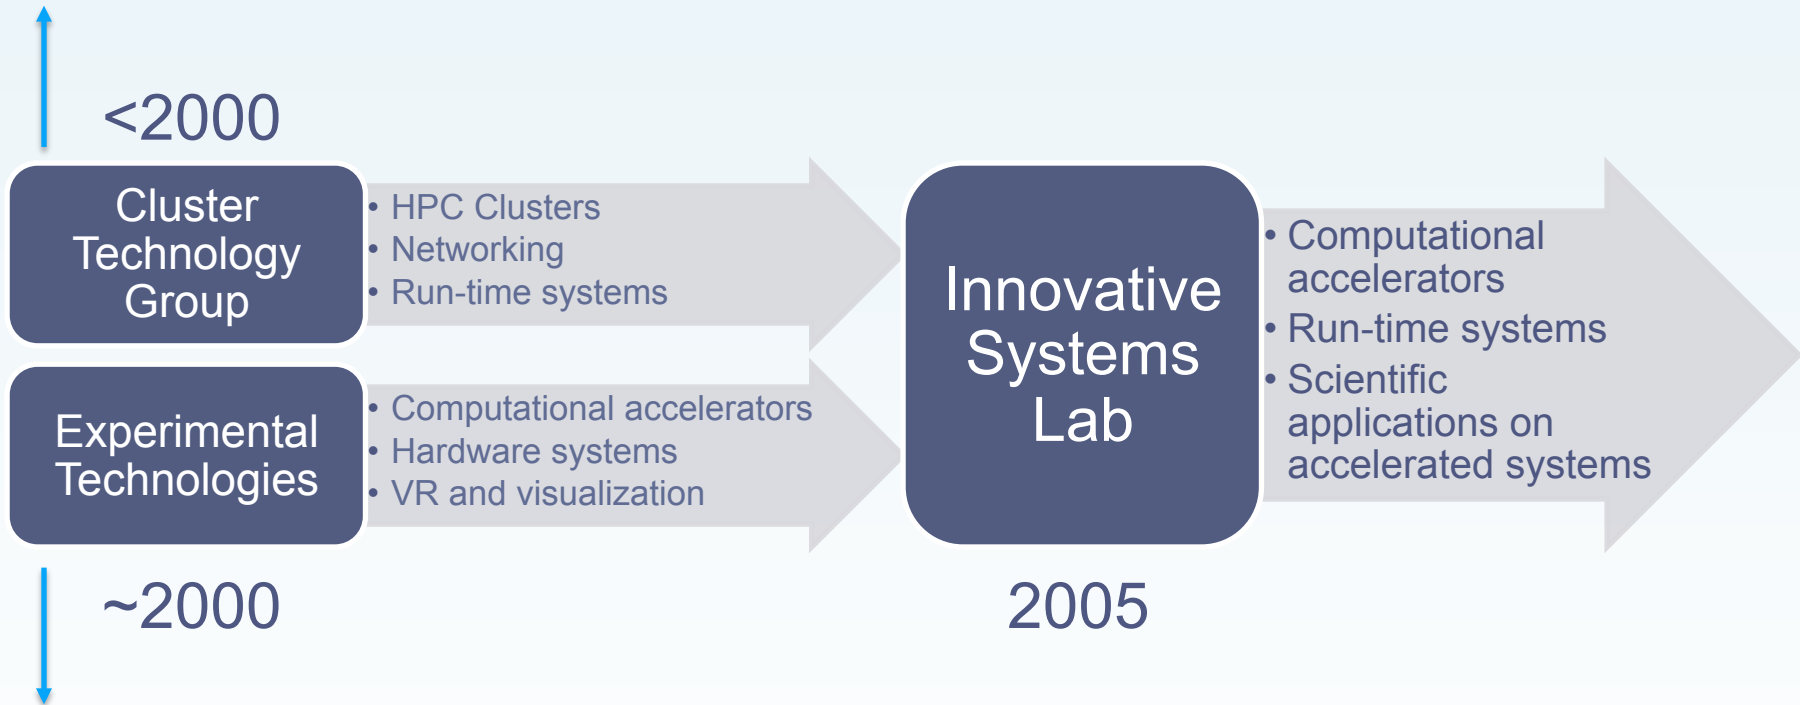 <2000
Cluster
Technology
Group
• HPC Clusters
• Networking
• Run-time systems
Experimental
Technologies
• Computational accelerators
• Hardware systems
• VR and visualization
~2000
Innovative
Systems
Lab
2005
• Computational
accelerators
• Run-time systems
• Scientific
applications on
accelerated systems